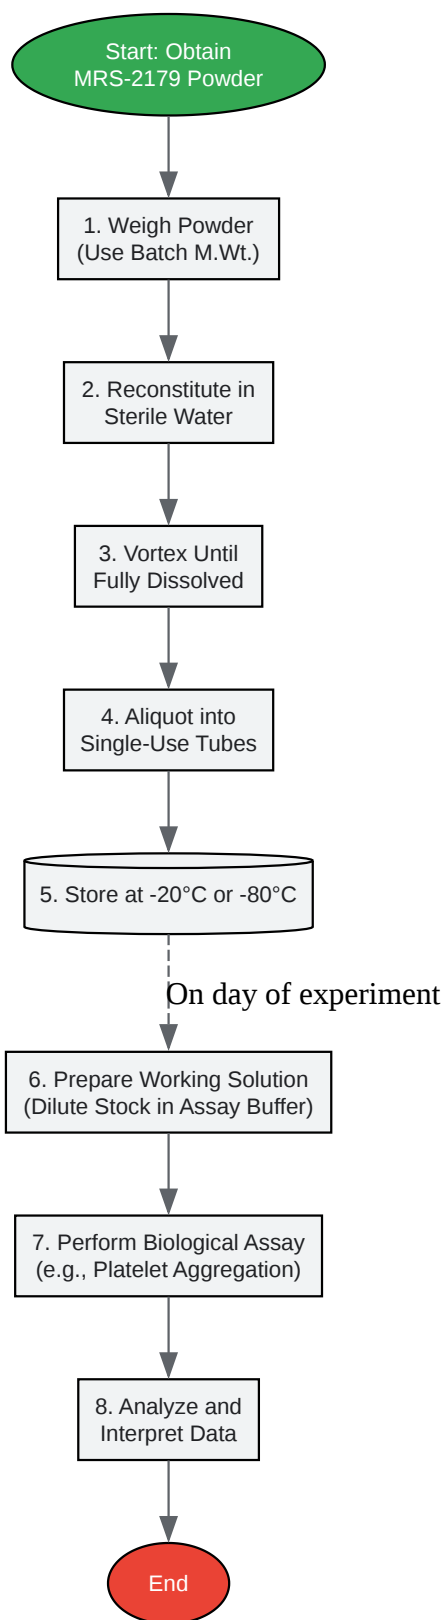 Start: Obtain
MRS-2179 Powder
1. Weigh Powder
(Use Batch M.Wt.)
2. Reconstitute in
Sterile Water
3. Vortex Until
Fully Dissolved
4. Aliquot into
Single-Use Tubes
5. Store at -20°C or -80°C
On day of experiment
6. Prepare Working Solution
(Dilute Stock in Assay Buffer)
7. Perform Biological Assay
(e.g., Platelet Aggregation)
8. Analyze and
Interpret Data
End